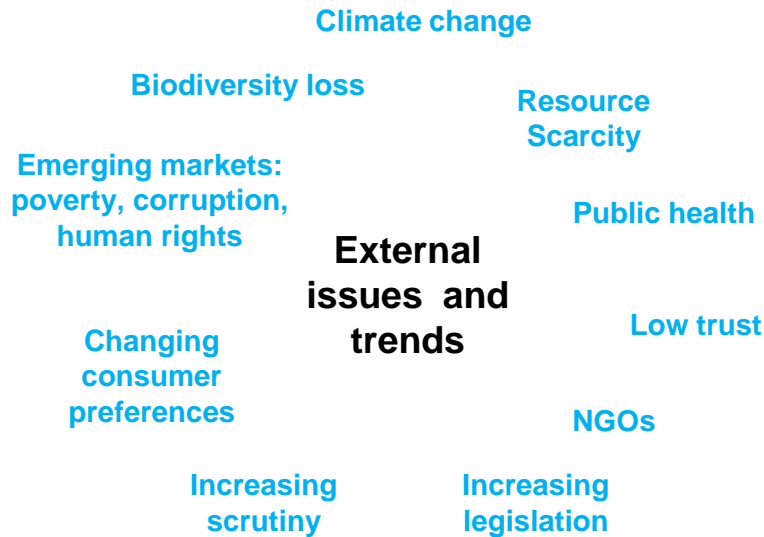 Climate change
Biodiversity loss
Resource
Scarcity
Emerging markets:
poverty, corruption,
human rights
Public health
External
issues and
trends
Low trust
Changing
consumer
preferences
NGOs
Increasing
scrutiny
Increasing
legislation